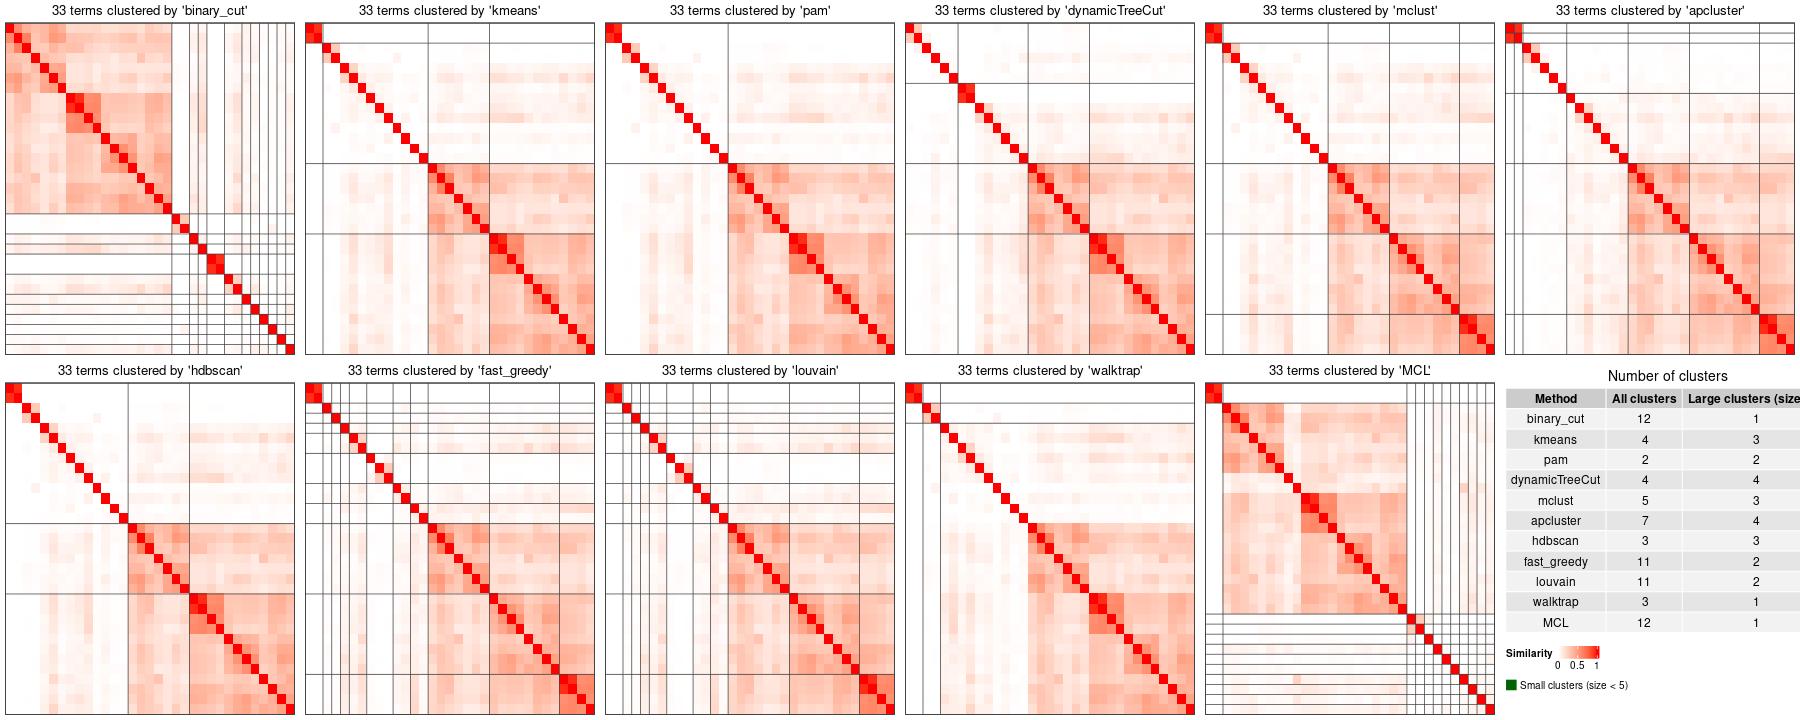 33 terms clustered by 'binary_cut'
33 terms clustered by 'kmeans'
33 terms clustered by 'pam'
33 terms clustered by 'dynamicTreeCut'
33 terms clustered by 'mclust'
33 terms clustered by 'apcluster'
33 terms clustered by 'hdbscan'
33 terms clustered by 'fast_greedy'
33 terms clustered by 'louvain'
33 terms clustered by 'walktrap'
33 terms clustered by 'MCL'
Number of clusters
Method All clusters Large clusters (size
binary_cut 12 1
kmeans 4 3
pam 2 2
dynamicTreeCut 4 4
mclust 5 3
apcluster 7 4
hdbscan 3 3
fast_greedy 11 2
louvain 11 2
walktrap 3 1
MCL 12 1
Similarity
0 0.5 1
Small clusters (size < 5)